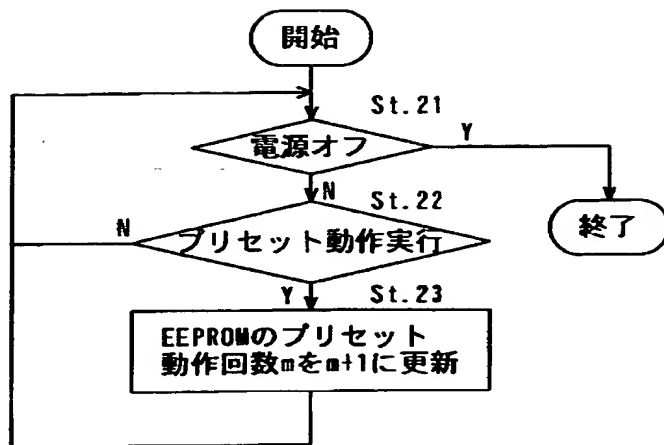 開始
St.21
電源オフ
Y
N
St.22
N
プリセット動作実行
終了
Y
St.23
EEPROMのプリセット
動作回数mをm+1に更新